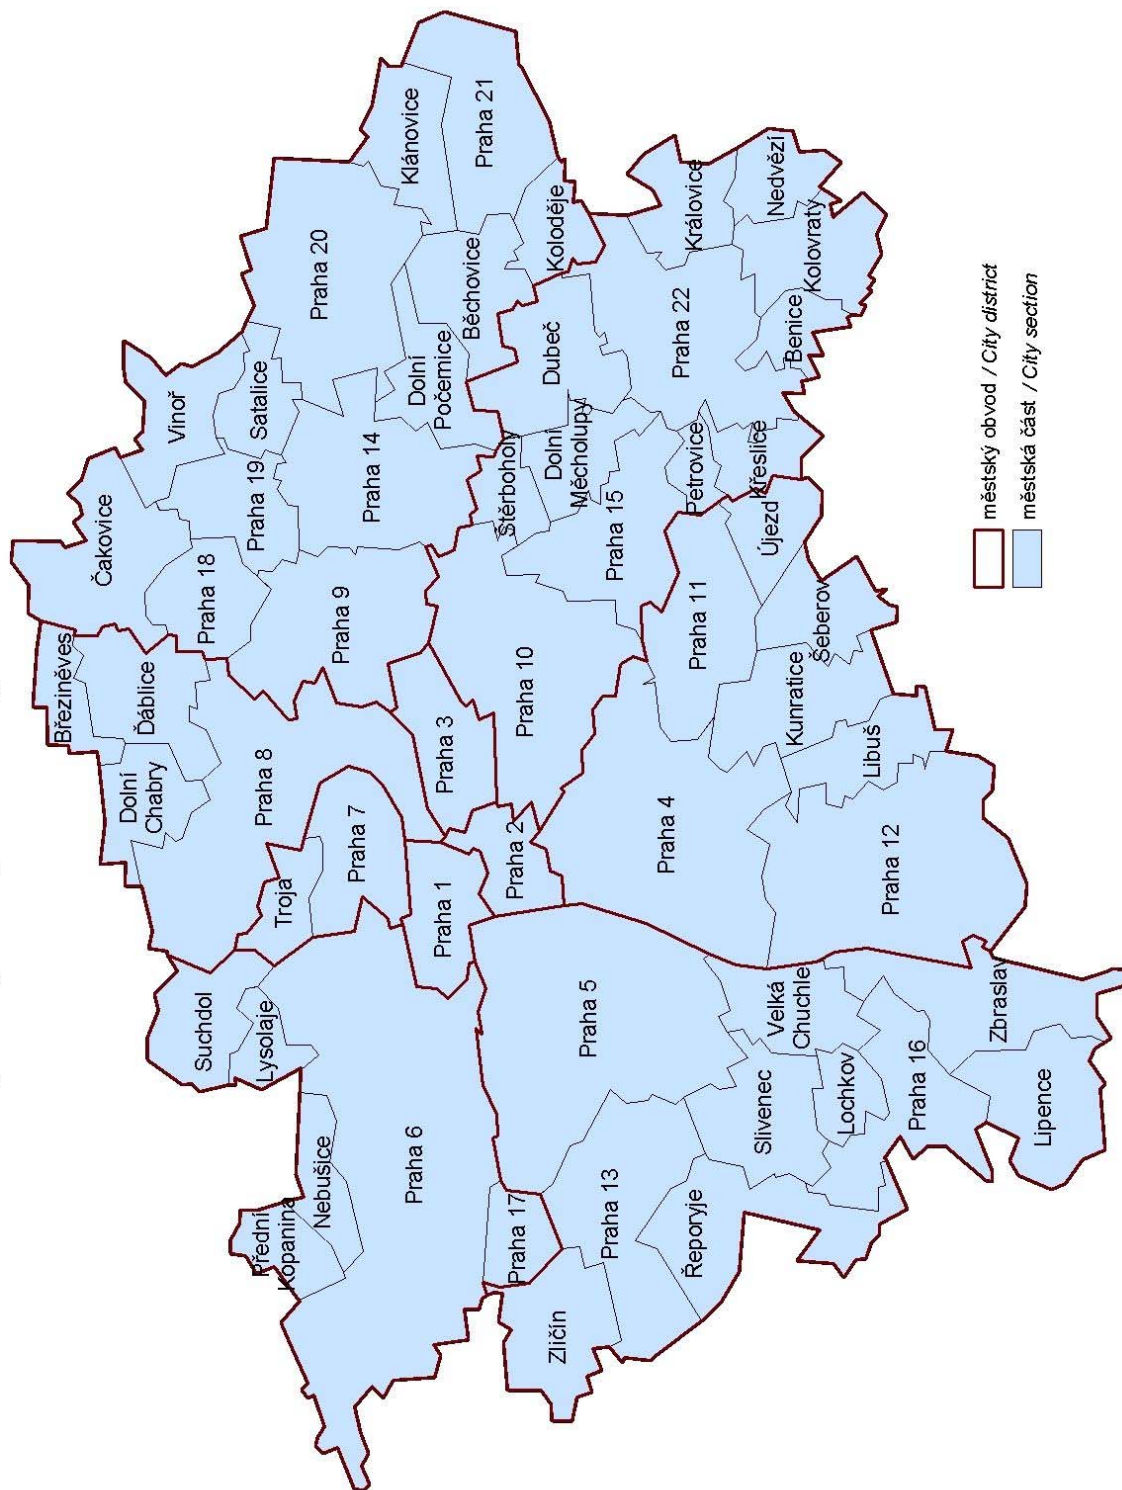 Březiněves
Čakovice
Ďáblice
Dolní
Chabry
Vinoř
Praha 18
Satalice
Praha 19
Suchdol
Lysolaje
Troja
Praha 8
Praha 20
Klánovice
Přední
Kopanina
Nebušice
Praha 7
Praha 9
Praha 14
Praha 21
Praha 6
Praha 1
Praha 3
Dolní
Počernice
Běchovice
Koloděje
Praha 17
Praha 2
Praha 10
Štěrboholy
Dolní
Měcholupy
Dubeč
Zličín
Praha 13
Praha 5
Praha 15
Praha 22
Královice
Řeporyje
Praha 4
Praha 11
Petrovice
Křeslice
Újezd
Nedvězí
Kolovraty
Benice
Slivenec
Velká
Chuchle
Kunratice
Šeberov
Lochkov
Libuš
Praha 12
Praha 16
Zbraslav
Lipence
městský obvod / City district
městská část / City section